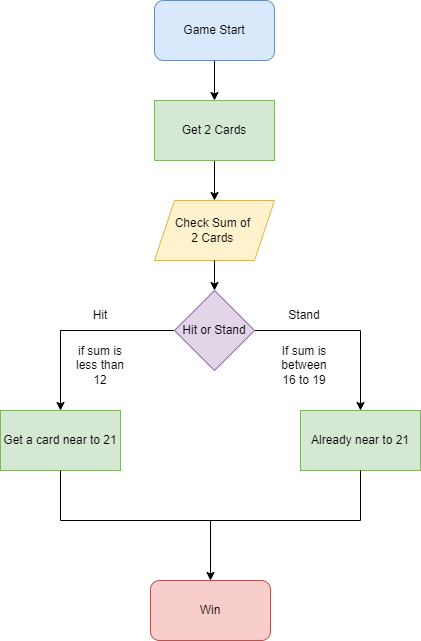 Game Start
Get 2 Cards
Check Sum of
2 Cards
Hit or Stand
Hit
Stand
if sum is
less than
12
If sum is
between
16 to 19
Get a card near to 21
Already near to 21
Win